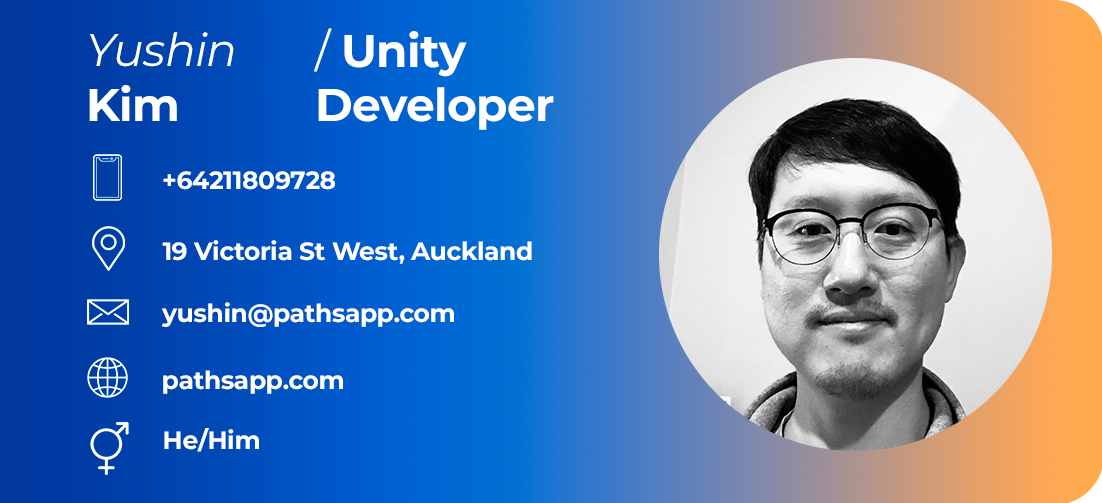 Yushin
Kim
/ Unity
Developer
+64211809728
19 Victoria St West, Auckland
yushin@pathsapp.com
pathsapp.com
He/Him